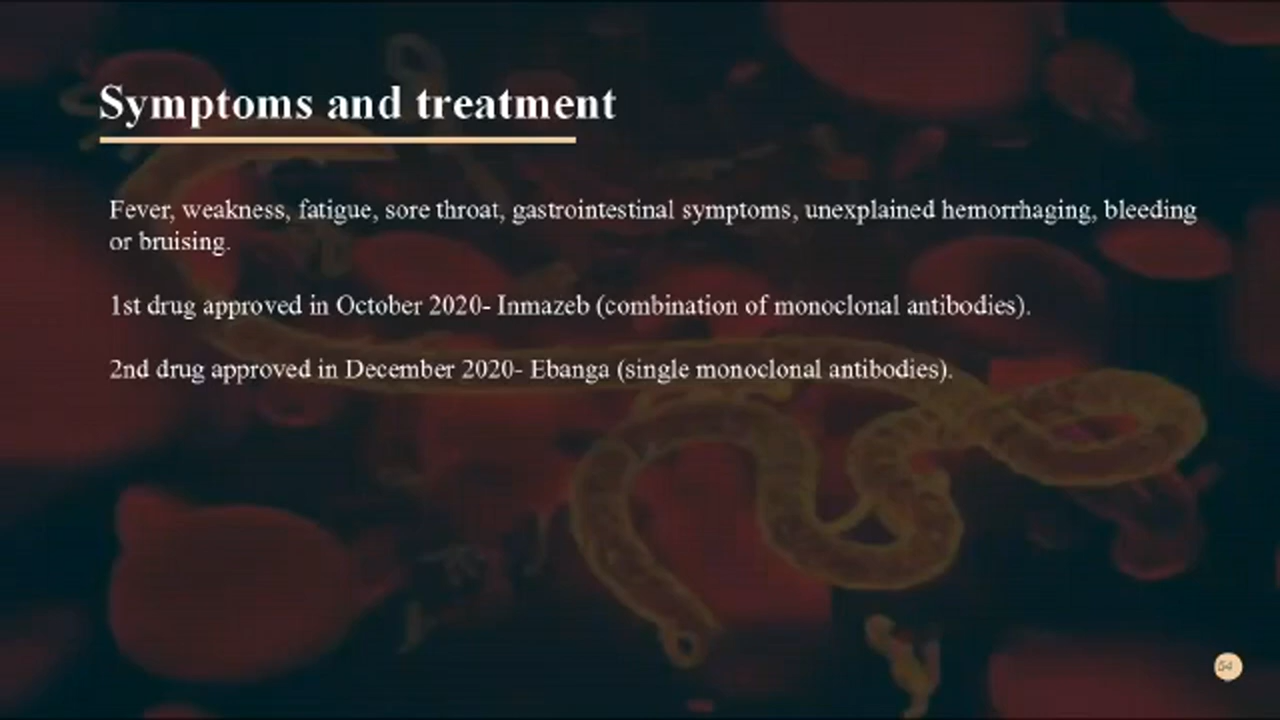 Symptoms and treatment
Fever, weakness, fatigue, sore throat, gastrointestinal symptoms, unexplained hemorrhaging, bleeding
or bruising.
1st drug approved in October 2020- Inmazeb (combination of monoclonal antibodies).
2nd drug approved in December 2020- Ebanga (single monoclonal antibodies).
54